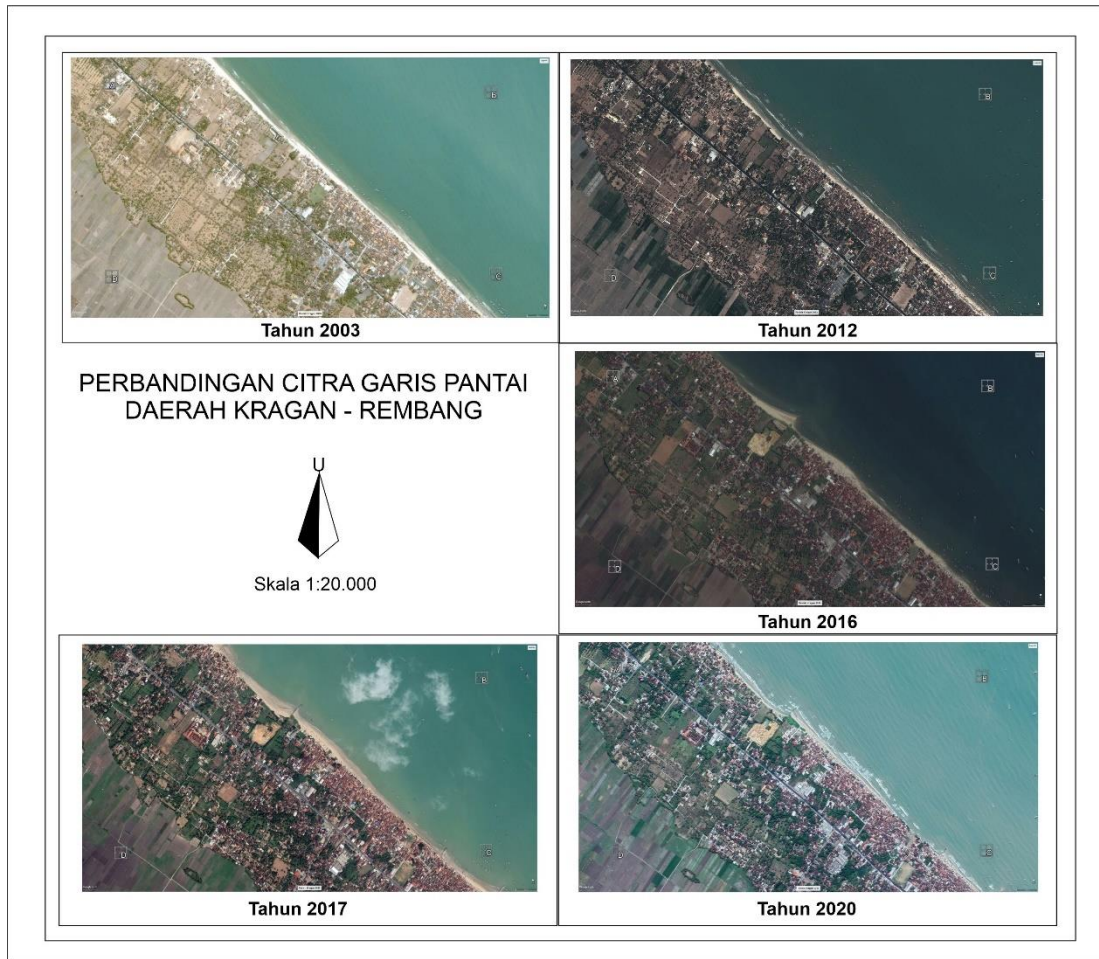 B
C
D
Tahun 2003
B
C
D
Tahun 2012
PERBANDINGAN CITRA GARIS PANTAI
DAERAH KRAGAN - REMBANG
U
Skala 1:20.000
A
B
C
D
Tahun 2016
B
C
D
Tahun 2017
B
C
D
Tahun 2020